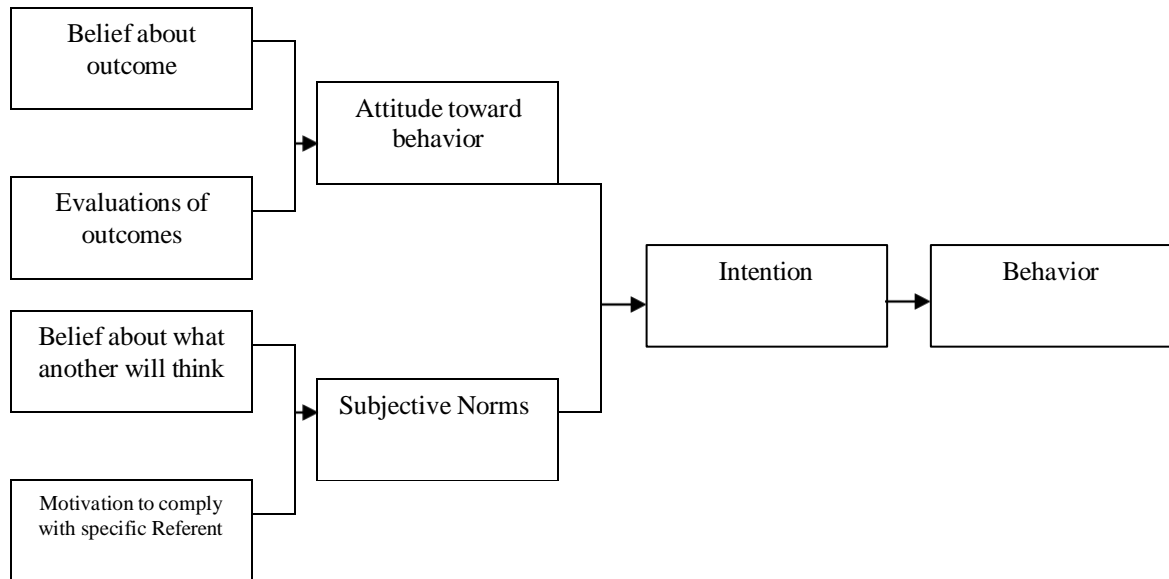 Belief about
outcome
Attitude toward
behavior
Evaluations of
outcomes
Intention
Behavior
Belief about what
another will think
Subjective Norms
Motivation to comply
with specific Referent